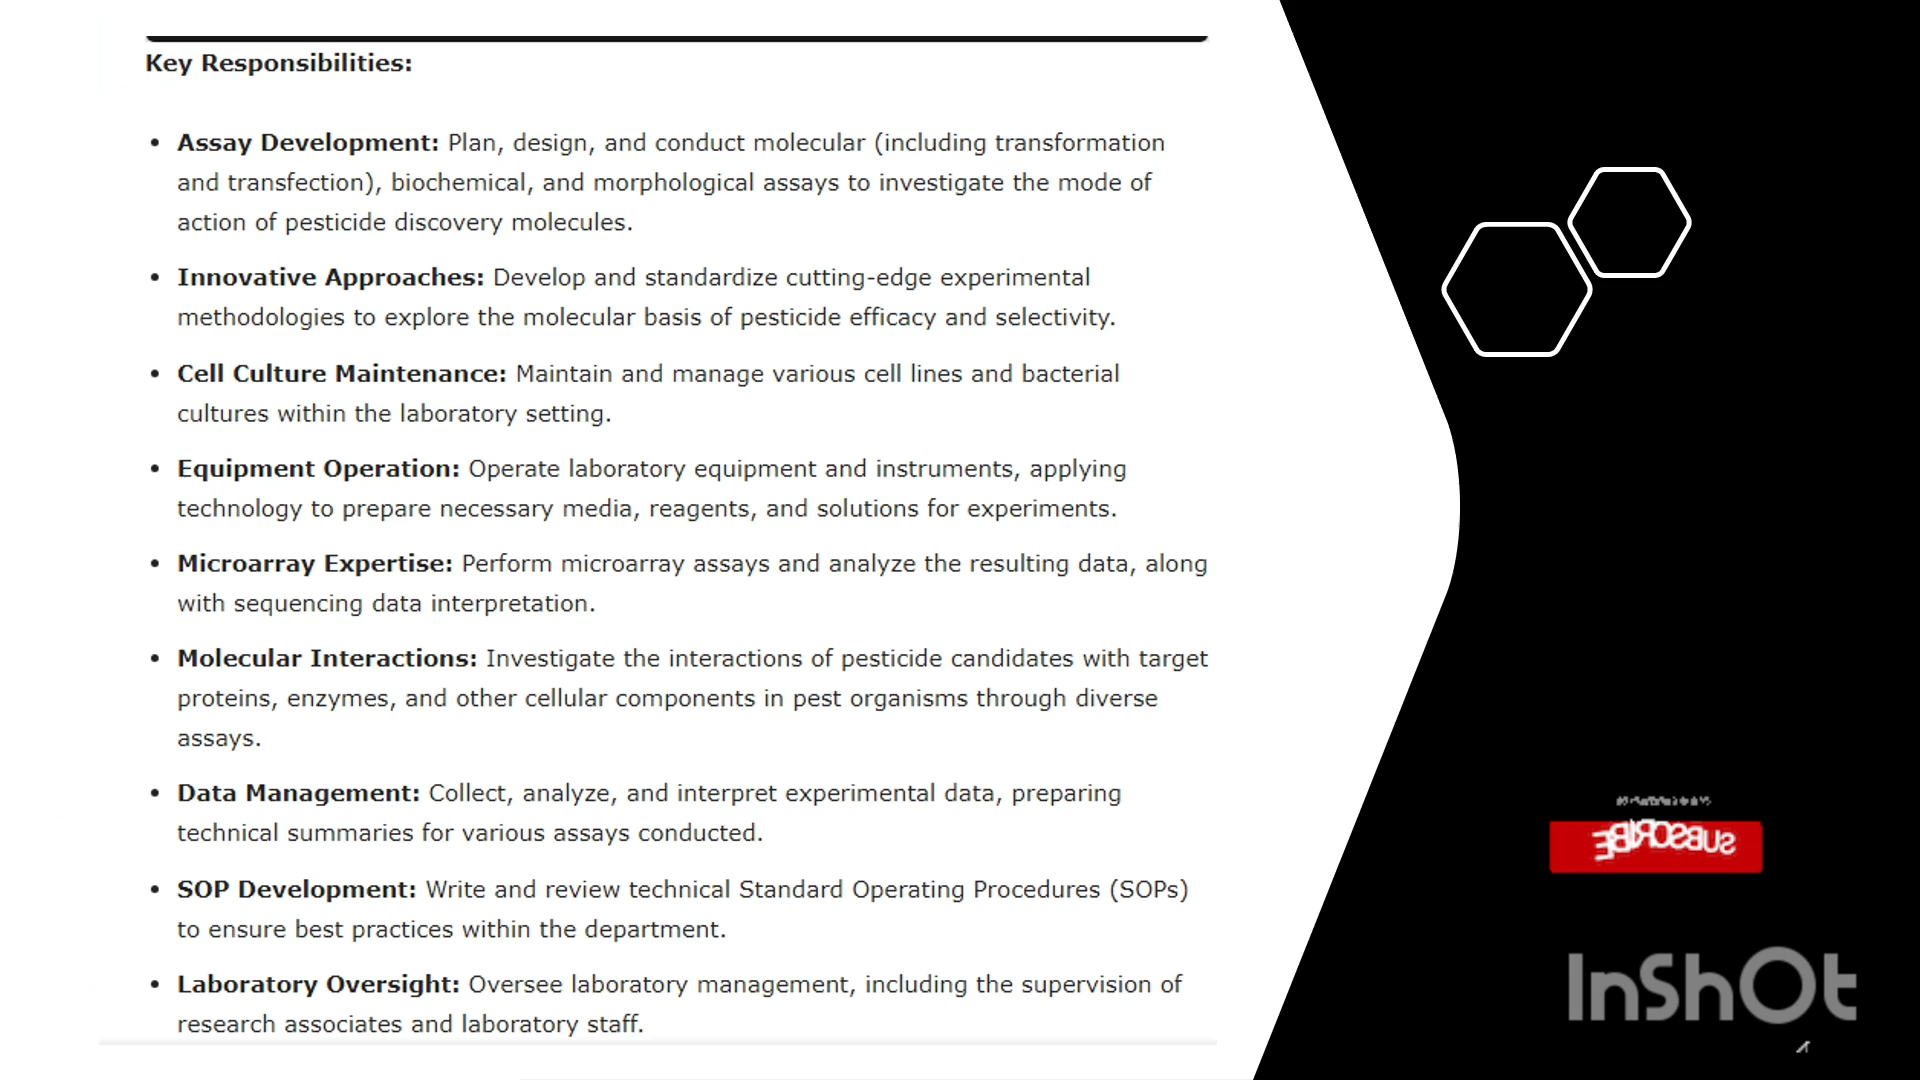 Key Responsibilities:
• Assay Development: Plan, design, and conduct molecular (including transformation
and transfection), biochemical, and morphological assays to investigate the mode of
action of pesticide discovery molecules.
• Innovative Approaches: Develop and standardize cutting-edge experimental
methodologies to explore the molecular basis of pesticide efficacy and selectivity.
• Cell Culture Maintenance: Maintain and manage various cell lines and bacterial
cultures within the laboratory setting.
• Equipment Operation: Operate laboratory equipment and instruments, applying
technology to prepare necessary media, reagents, and solutions for experiments.
• Microarray Expertise: Perform microarray assays and analyze the resulting data, along
with sequencing data interpretation.
• Molecular Interactions: Investigate the interactions of pesticide candidates with target
proteins, enzymes, and other cellular components in pest organisms through diverse
assays.
• Data Management: Collect, analyze, and interpret experimental data, preparing
technical summaries for various assays conducted.
• SOP Development: Write and review technical Standard Operating Procedures (SOPs)
to ensure best practices within the department.
• Laboratory Oversight: Oversee laboratory management, including the supervision of
research associates and laboratory staff.
SUBSCRIBE
InShOt